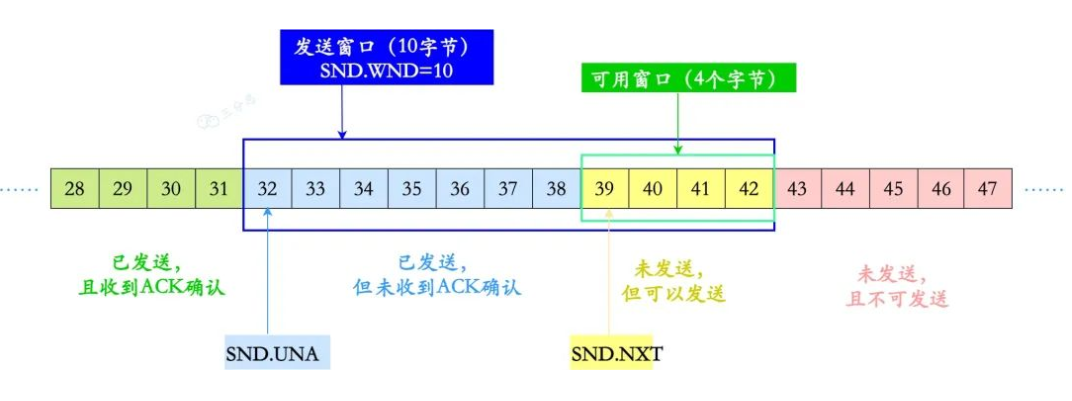 发送窗口（10字节）
SND.WND=10
可用窗口（4个字节）
…… 28 29 30 31 32 33 34 35 36 37 38 39 40 41 42 43 44 45 46 47 ……
已发送，
且收到ACK确认
已发送，
但未收到ACK确认
未发送，
但可以发送
未发送，
且不可发送
SND.UNA
SND.NXT